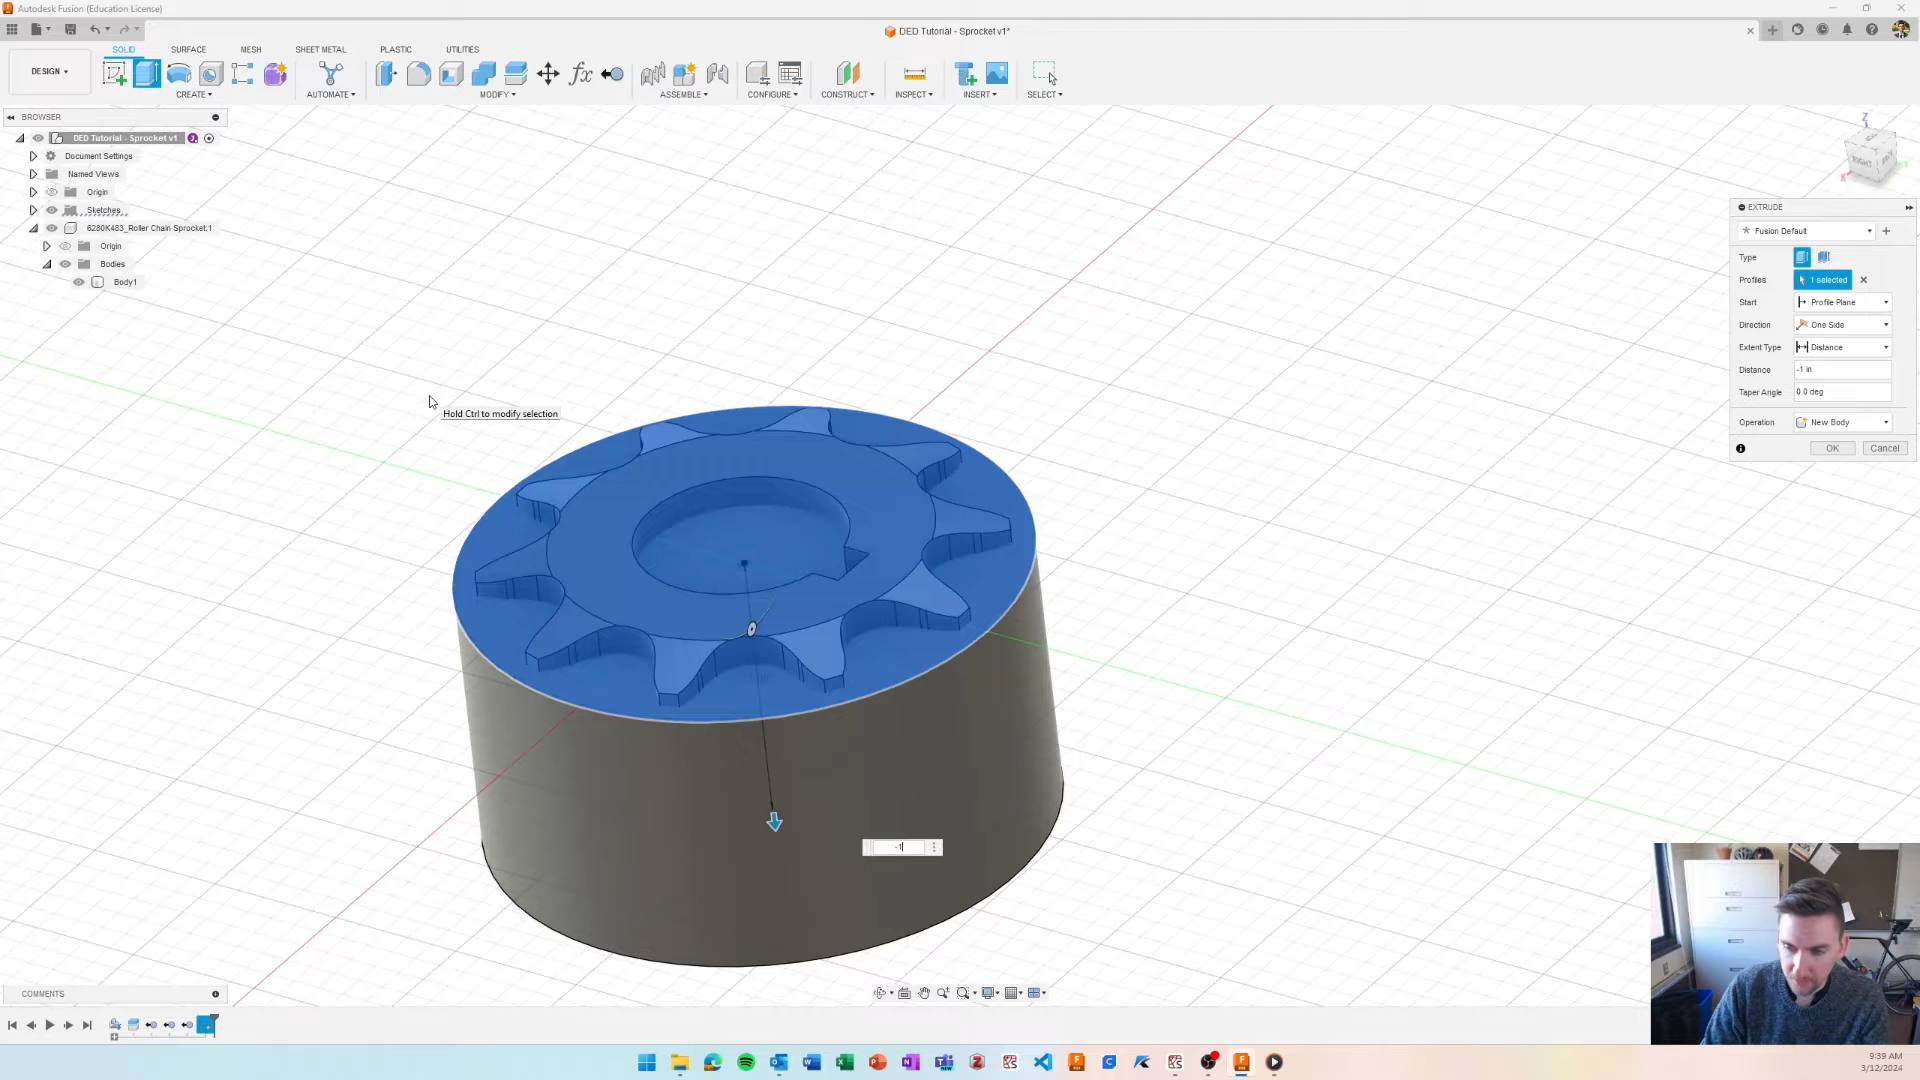 Autodesk Fusion (Education License)
DED Tutorial - Sprocket v1*
DESIGN
SOLID
SURFACE
MESH
SHEET METAL
PLASTIC
UTILITIES
CREATE
AUTOMATE
MODIFY
ASSEMBLE
CONFIGURE
CONSTRUCT
INSPECT
INSERT
SELECT
BROWSER
DED Tutorial - Sprocket v1
Document Settings
Named Views
Origin
Sketches
6280K483_Roller Chain Sprocket:1
Origin
Bodies
Body1
Hold Ctrl to modify selection
-1
Z
RIGHT
X
Y
EXTRUDE
Fusion Default
Type
Profiles 1 selected
Start Profile Plane
Direction One Side
Extent Type Distance
Distance -1 in
Taper Angle 0.0 deg
Operation New Body
OK Cancel
COMMENTS
9:39 AM
3/12/2024